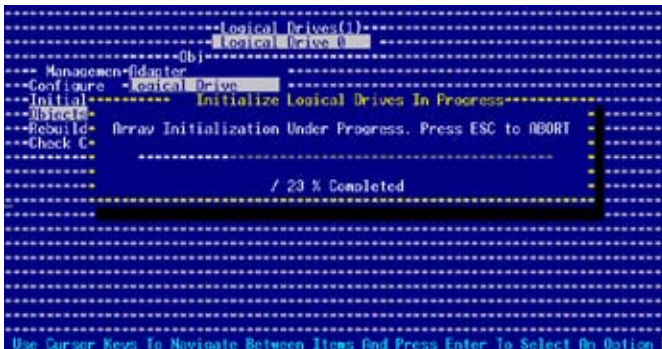 Logical Drives(1)
Logical Drive 0
Obj
Managemen
Adapter
Configure
Logical Drive
Initial
Initialize Logical Drives In Progress
Objects
Rebuild
Array Initialization Under Progress. Press ESC to ABORT
Check C
/ 23 % Completed
Use Cursor Keys To Navigate Between Items And Press Enter To Select An Option